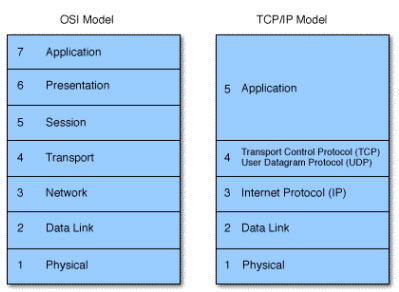 OSI Model
7 Application
6 Presentation
5 Session
4 Transport
3 Network
2 Data Link
1 Physical
TCP/IP Model
5 Application
4 Transport Control Protocol (TCP)
User Datagram Protocol (UDP)
3 Internet Protocol (IP)
2 Data Link
1 Physical